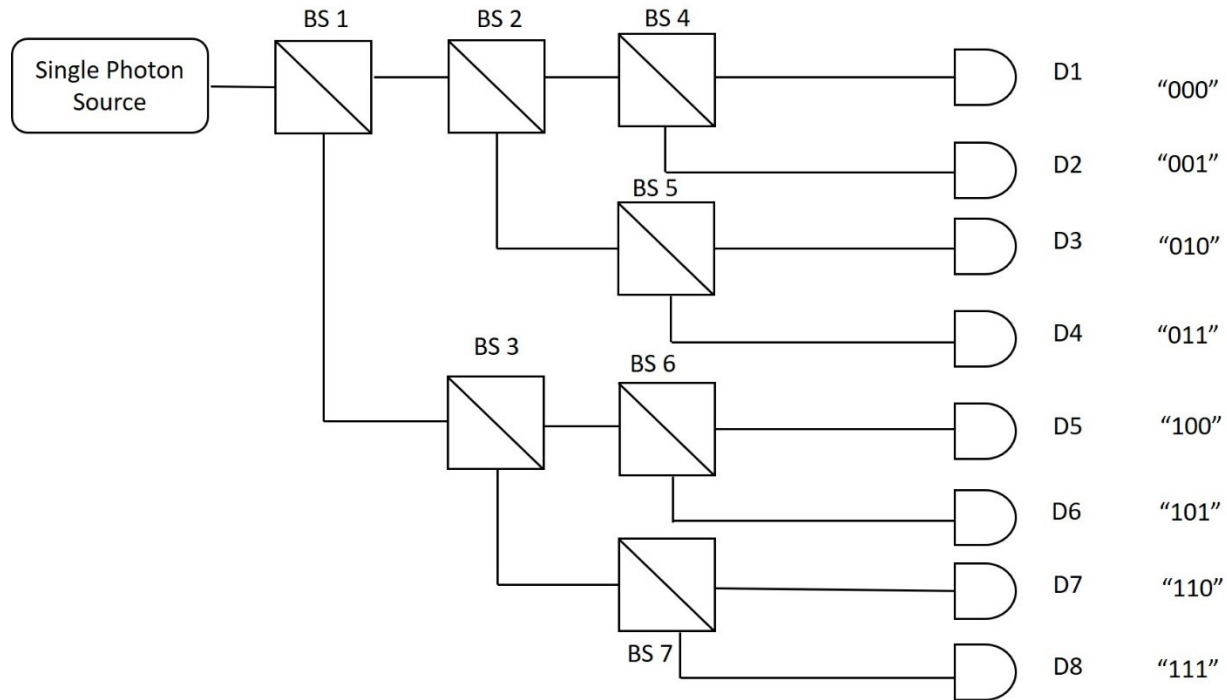 BS 1
BS 2
BS 4
Single Photon
Source
D1
“000”
D2
“001”
BS 5
D3
“010”
D4
“011”
BS 3
BS 6
D5
“100”
D6
“101”
D7
“110”
BS 7
D8
“111”